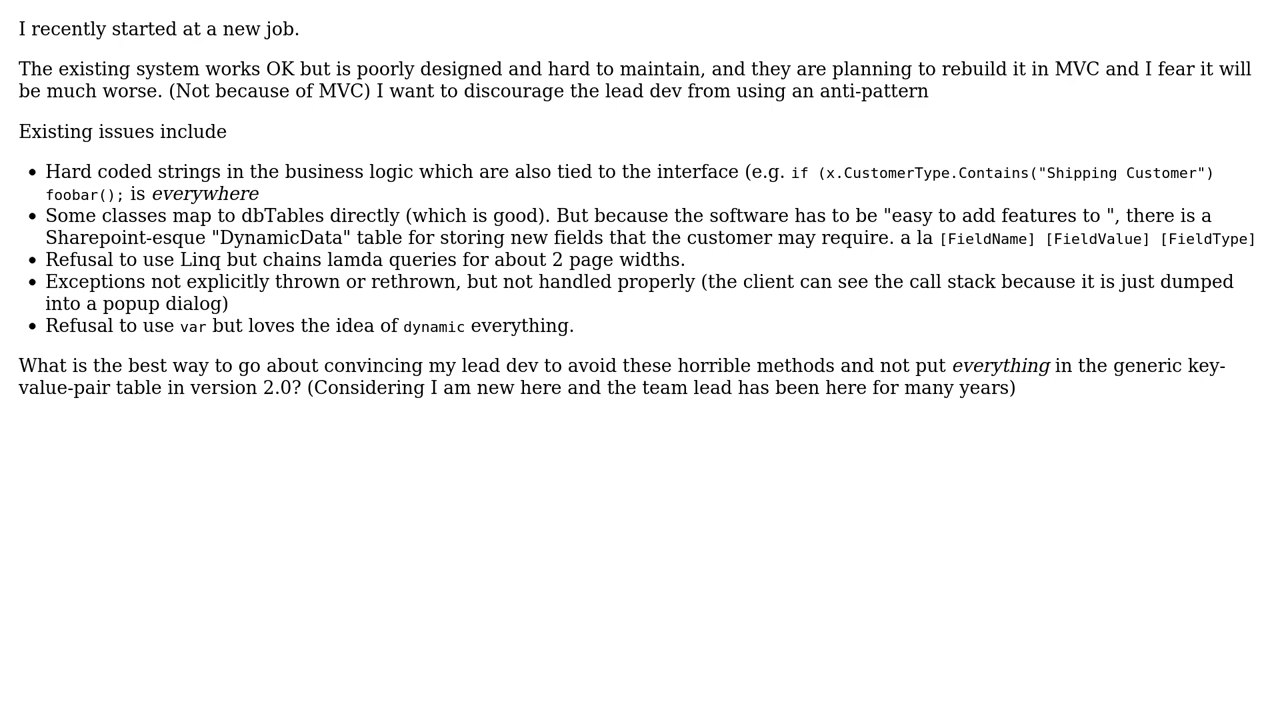 I recently started at a new job.
The existing system works OK but is poorly designed and hard to maintain, and they are planning to rebuild it in MVC and I fear it will
be much worse. (Not because of MVC) I want to discourage the lead dev from using an anti-pattern
Existing issues include
• Hard coded strings in the business logic which are also tied to the interface (e.g. if (x.CustomerType.Contains("Shipping Customer")
foobar(); is everywhere
• Some classes map to dbTables directly (which is good). But because the software has to be "easy to add features to ", there is a
Sharepoint-esque "DynamicData" table for storing new fields that the customer may require. a la [FieldName] [FieldValue] [FieldType]
• Refusal to use Linq but chains lamda queries for about 2 page widths.
• Exceptions not explicitly thrown or rethrown, but not handled properly (the client can see the call stack because it is just dumped
into a popup dialog)
• Refusal to use var but loves the idea of dynamic everything.
What is the best way to go about convincing my lead dev to avoid these horrible methods and not put everything in the generic key-
value-pair table in version 2.0? (Considering I am new here and the team lead has been here for many years)